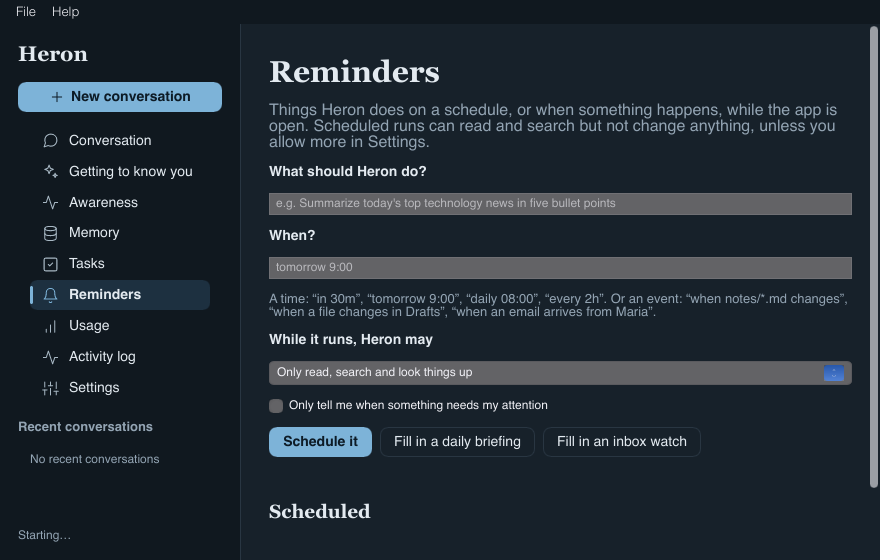 File Help
Heron
+ New conversation
Conversation
Getting to know you
Awareness
Memory
Tasks
Reminders
Usage
Activity log
Settings
Recent conversations
No recent conversations
Starting…
Reminders
Things Heron does on a schedule, or when something happens, while the app is
open. Scheduled runs can read and search but not change anything, unless you
allow more in Settings.
What should Heron do?
e.g. Summarize today's top technology news in five bullet points
When?
tomorrow 9:00
A time: “in 30m”, “tomorrow 9:00”, “daily 08:00”, “every 2h”. Or an event: “when notes/*.md changes”,
“when a file changes in Drafts”, “when an email arrives from Maria”.
While it runs, Heron may
Only read, search and look things up
Only tell me when something needs my attention
Schedule it
Fill in a daily briefing
Fill in an inbox watch
Scheduled